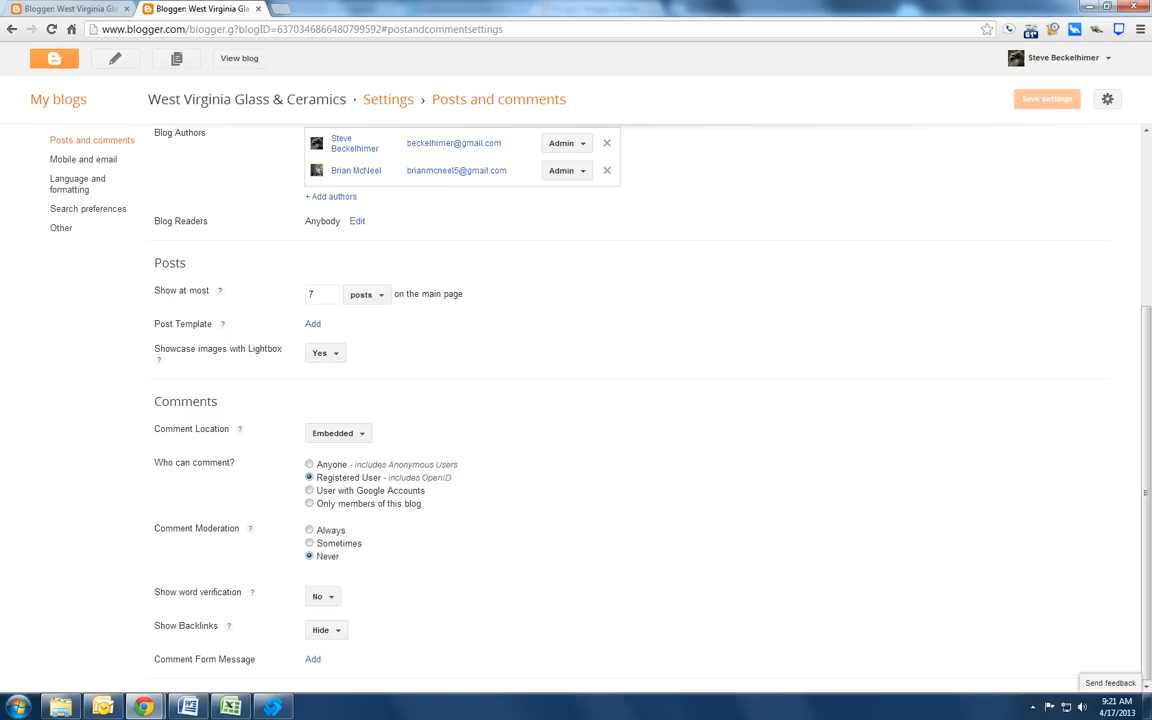 Blogger: West Virginia Gla
Blogger: West Virginia Gla
www.blogger.com/blogger.g?blogID=6370346866480799592#postandcommentsettings
View blog
Steve Beckelhimer
My blogs
West Virginia Glass & Ceramics · Settings › Posts and comments
Save settings
Posts and comments
Mobile and email
Language and
formatting
Search preferences
Other
Blog Authors
Steve
Beckelhimer
beckelhimer@gmail.com
Admin
Brian McNeel
brianmcneel5@gmail.com
Admin
+ Add authors
Blog Readers
Anybody Edit
Posts
Show at most ?
7 posts on the main page
Post Template ?
Add
Showcase images with Lightbox
?
Yes
Comments
Comment Location ?
Embedded
Who can comment?
Anyone - includes Anonymous Users
Registered User - includes OpenID
User with Google Accounts
Only members of this blog
Comment Moderation ?
Always
Sometimes
Never
Show word verification ?
No
Show Backlinks ?
Hide
Comment Form Message
Add
Send feedback
9:21 AM
4/17/2013